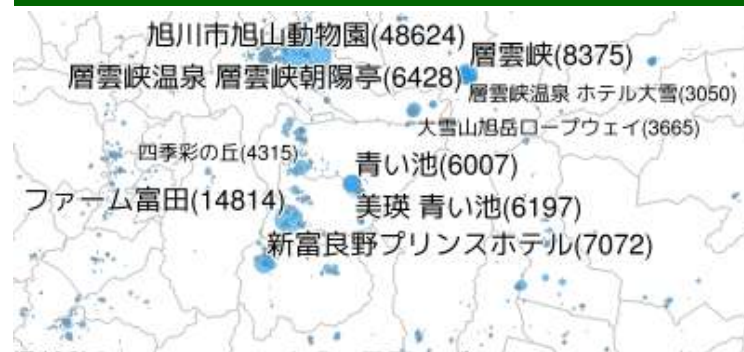 旭川市旭山動物園(48624)
層雲峡(8375)
層雲峡温泉 層雲峡朝陽亭(6428)
層雲峡温泉 ホテル大雪(3050)
大雪山旭岳ロープウェイ(3665)
四季彩の丘(4315)
青い池(6007)
ファーム富田(14814)
美瑛 青い池(6197)
新富良野プリンスホテル(7072)